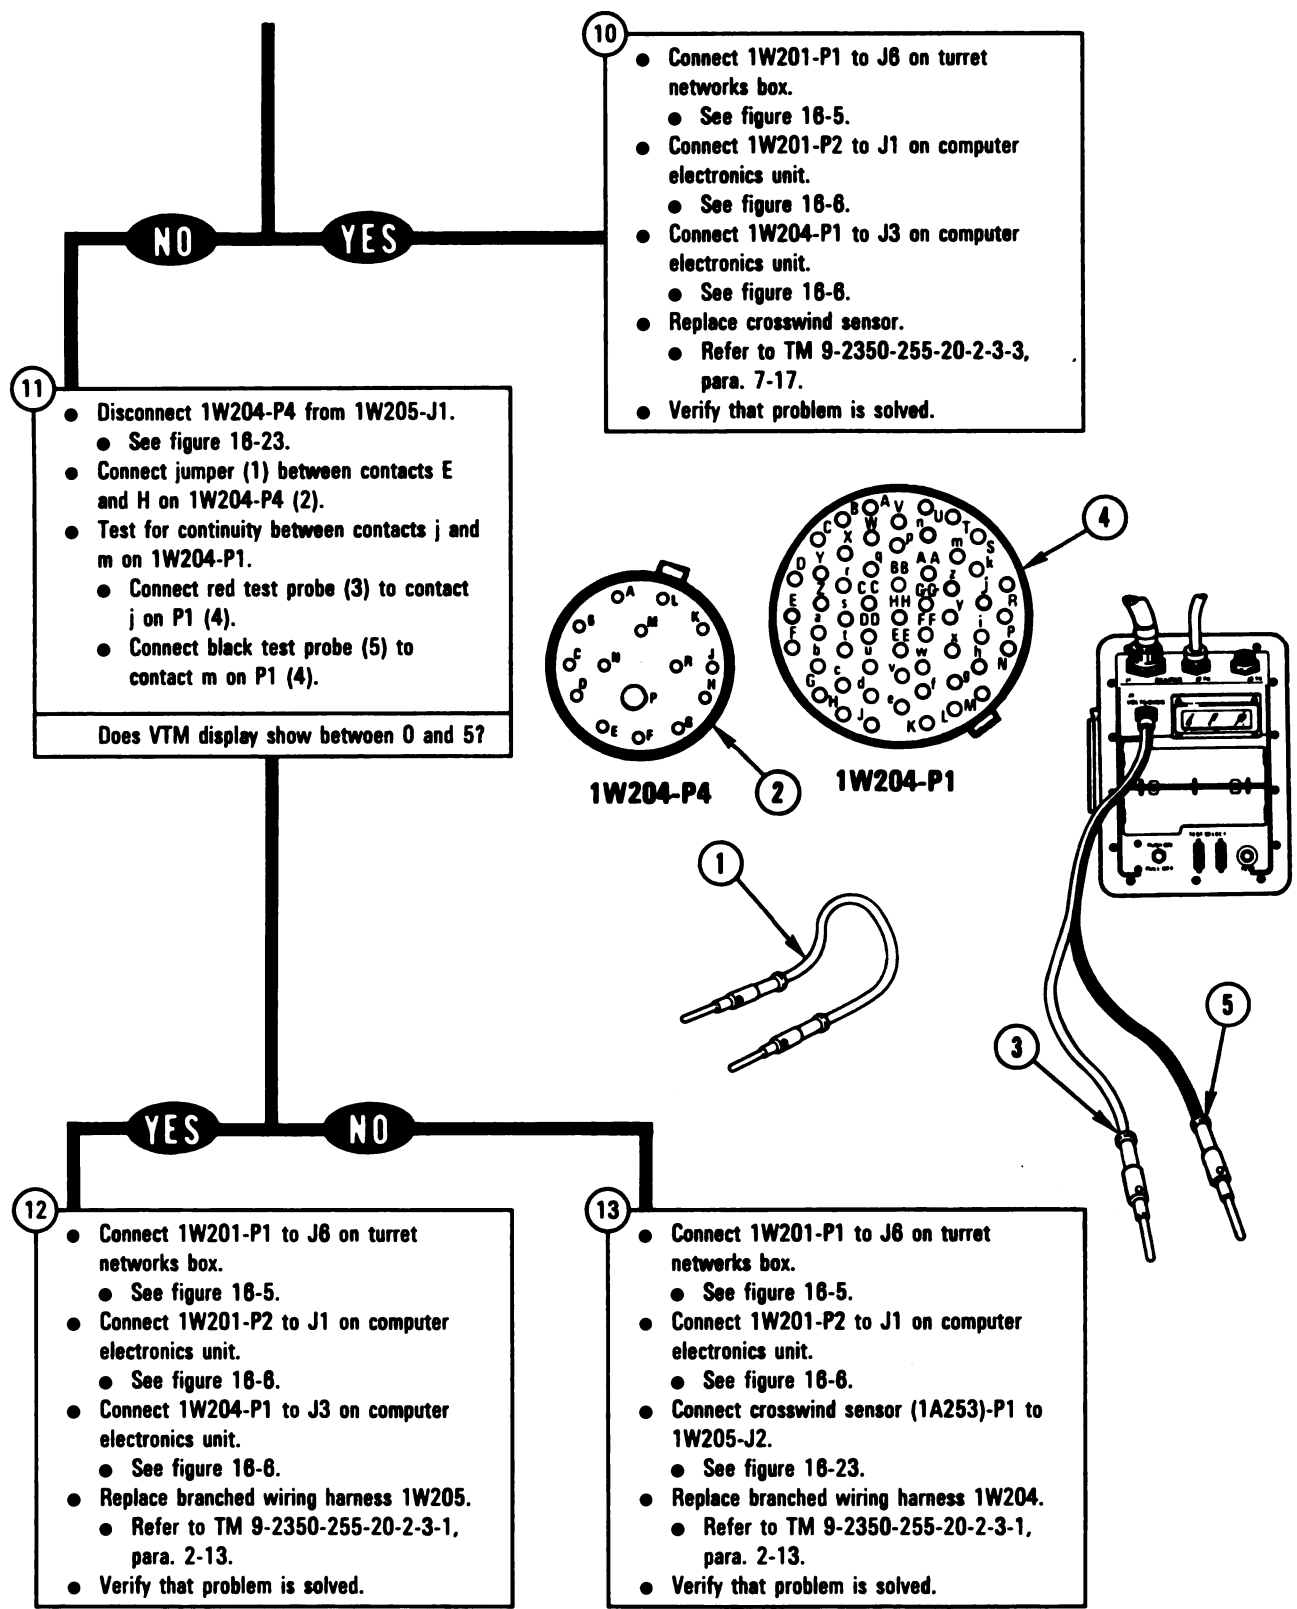 10
● Connect 1W201-P1 to J6 on turret
networks box.
● See figure 16-5.
● Connect 1W201-P2 to J1 on computer
electronics unit.
● See figure 16-6.
● Connect 1W204-P1 to J3 on computer
electronics unit.
● See figure 16-6.
● Replace crosswind sensor.
● Refer to TM 9-2350-255-20-2-3-3,
para. 7-17.
● Verify that problem is solved.
NO
YES
11
● Disconnect 1W204-P4 from 1W205-J1.
● See figure 16-23.
● Connect jumper (1) between contacts E
and H on 1W204-P4 (2).
● Test for continuity between contacts j and
m on 1W204-P1.
● Connect red test probe (3) to contact
j on P1 (4).
● Connect black test probe (5) to
contact m on P1 (4).
Does VTM display show between 0 and 5?
A
L
B
M
K
C
N
R
J
D
P
H
E
F
G
1W204-P4
2
B
A
V
n
U
T
C
W
p
m
S
X
q
A A
k
D
Y
r
BB
z
j
E
Z
C C
GG
R
s
HH
y
F
a
DD
FF
i
P
t
EE
x
b
u
w
h
N
G
c
d
v
f
g
M
H
J
e
K
L
1W204-P1
4
1
3
5
YES
NO
12
● Connect 1W201-P1 to J6 on turret
networks box.
● See figure 16-5.
● Connect 1W201-P2 to J1 on computer
electronics unit.
● See figure 16-6.
● Connect 1W204-P1 to J3 on computer
electronics unit.
● See figure 16-6.
● Replace branched wiring harness 1W205.
● Refer to TM 9-2350-255-20-2-3-1,
para. 2-13.
● Verify that problem is solved.
13
● Connect 1W201-P1 to J6 on turret
networks box.
● See figure 16-5.
● Connect 1W201-P2 to J1 on computer
electronics unit.
● See figure 16-6.
● Connect crosswind sensor (1A253)-P1 to
1W205-J2.
● See figure 16-23.
● Replace branched wiring harness 1W204.
● Refer to TM 9-2350-255-20-2-3-1,
para. 2-13.
● Verify that problem is solved.